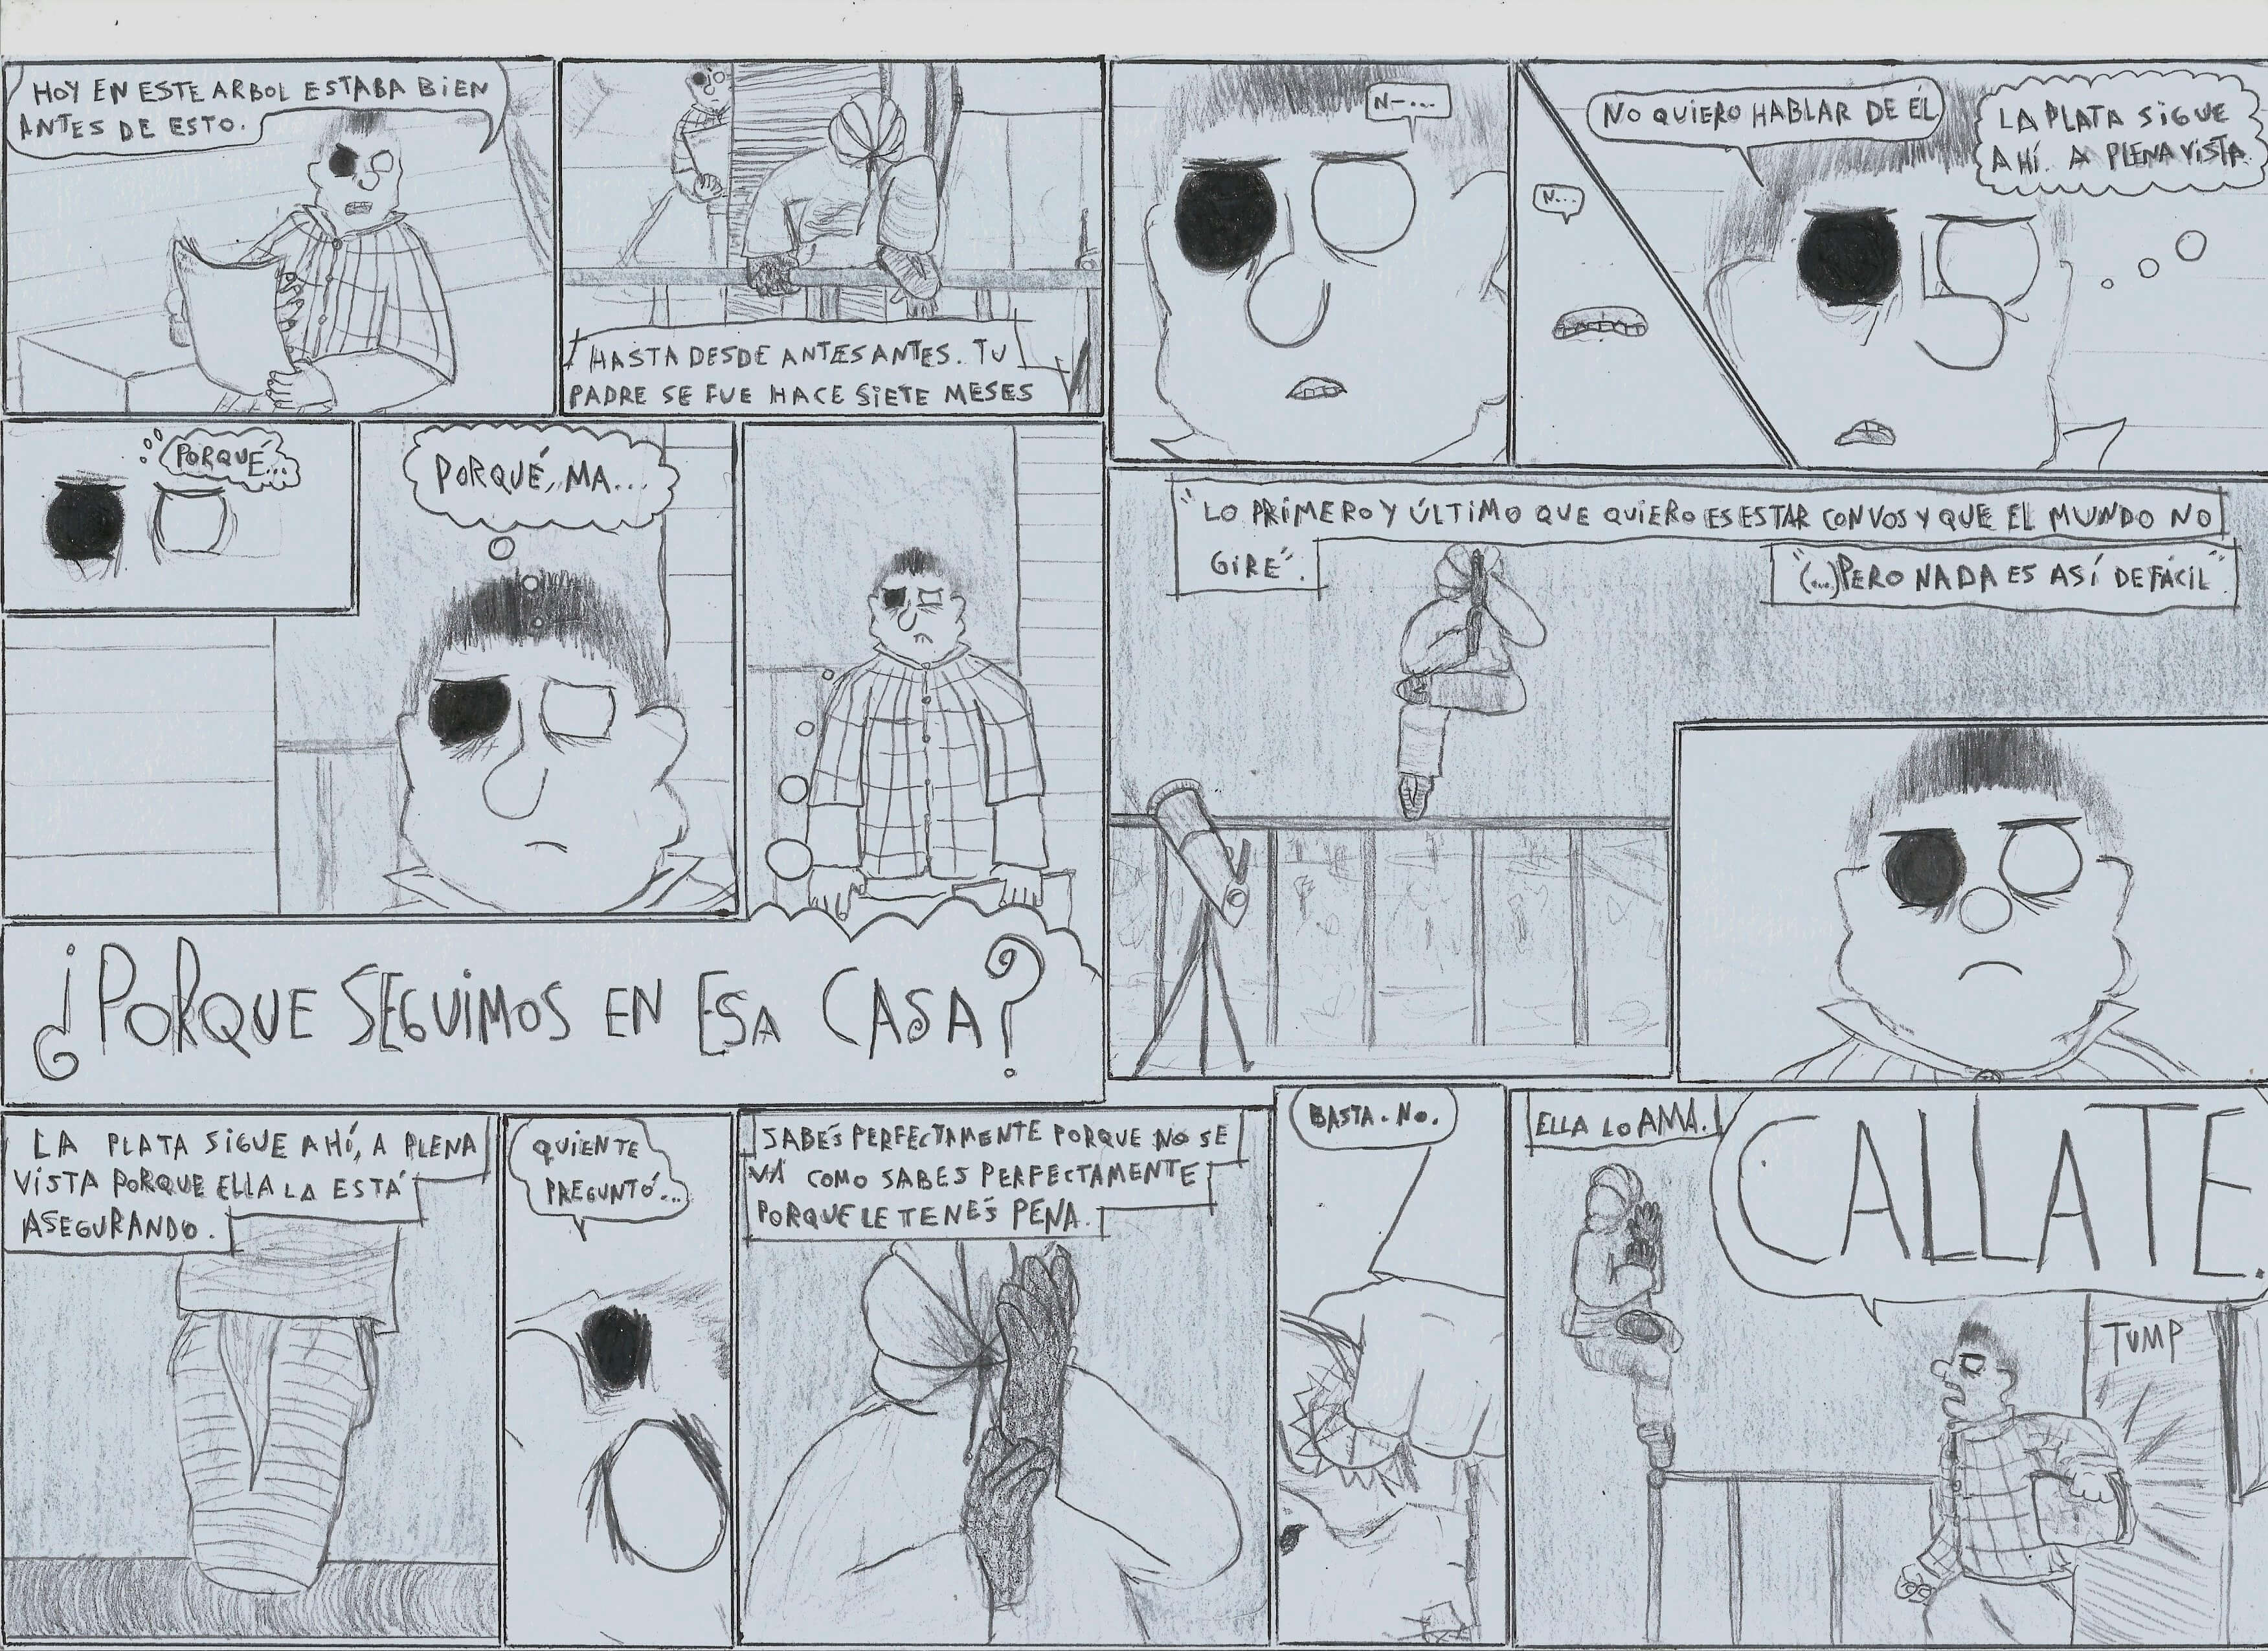 HOY EN ESTE ARBOL ESTABA BIEN
ANTES DE ESTO.
HASTA DESDE ANTES ANTES. TU
PADRE SE FUE HACE SIETE MESES
N-...
N...
NO QUIERO HABLAR DE ÉL
LA PLATA SIGUE
AHÍ. A PLENA VISTA.
PORQUÉ...
PORQUÉ, MA...
¿PORQUE SEGUIMOS EN ESA CASA?
"LO PRIMERO Y ÚLTIMO QUE QUIERO ES ESTAR CON VOS Y QUE EL MUNDO NO
GIRE".
"(...)PERO NADA ES ASÍ DE FÁCIL"
LA PLATA SIGUE AHÍ, A PLENA
VISTA PORQUE ELLA LA ESTÁ
ASEGURANDO.
QUIEN TE
PREGUNTÓ...
SABÉS PERFECTAMENTE PORQUE NO SE
VÁ COMO SABES PERFECTAMENTE
PORQUE LE TENÉS PENA.
BASTA. NO.
ELLA LO AMA.
CALLATE.
TUMP